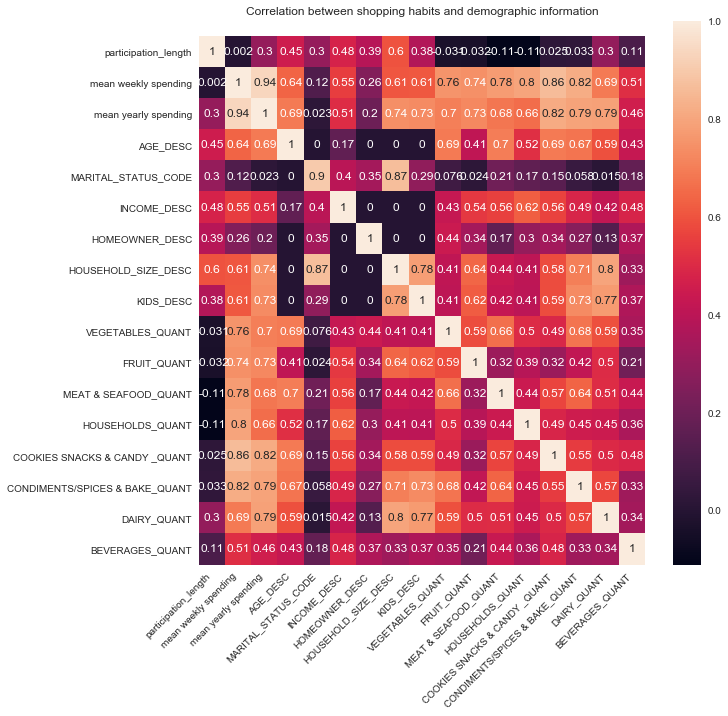 Correlation between shopping habits and demographic information
participation_length 1 0.002 0.3 0.45 0.3 0.48 0.39 0.6 0.38 -0.031 -0.032 -0.11 -0.11 0.025 0.033 0.3 0.11
mean weekly spending 0.002 1 0.94 0.64 0.12 0.55 0.26 0.61 0.61 0.76 0.74 0.78 0.8 0.86 0.82 0.69 0.51
mean yearly spending 0.3 0.94 1 0.69 0.023 0.51 0.2 0.74 0.73 0.7 0.73 0.68 0.66 0.82 0.79 0.79 0.46
AGE_DESC 0.45 0.64 0.69 1 0 0.17 0 0 0 0.69 0.41 0.7 0.52 0.69 0.67 0.59 0.43
MARITAL_STATUS_CODE 0.3 0.12 0.023 0 0.9 0.4 0.35 0.87 0.29 0.076 0.024 0.21 0.17 0.15 0.058 0.015 0.18
INCOME_DESC 0.48 0.55 0.51 0.17 0.4 1 0 0 0 0.43 0.54 0.56 0.62 0.56 0.49 0.42 0.48
HOMEOWNER_DESC 0.39 0.26 0.2 0 0.35 0 1 0 0 0.44 0.34 0.17 0.3 0.34 0.27 0.13 0.37
HOUSEHOLD_SIZE_DESC 0.6 0.61 0.74 0 0.87 0 0 1 0.78 0.41 0.64 0.44 0.41 0.58 0.71 0.8 0.33
KIDS_DESC 0.38 0.61 0.73 0 0.29 0 0 0.78 1 0.41 0.62 0.42 0.41 0.59 0.73 0.77 0.37
VEGETABLES_QUANT -0.031 0.76 0.7 0.69 0.076 0.43 0.44 0.41 0.41 1 0.59 0.66 0.5 0.49 0.68 0.59 0.35
FRUIT_QUANT -0.032 0.74 0.73 0.41 0.024 0.54 0.34 0.64 0.62 0.59 1 0.32 0.39 0.32 0.42 0.5 0.21
MEAT & SEAFOOD_QUANT -0.11 0.78 0.68 0.7 0.21 0.56 0.17 0.44 0.42 0.66 0.32 1 0.44 0.57 0.64 0.51 0.44
HOUSEHOLDS_QUANT -0.11 0.8 0.66 0.52 0.17 0.62 0.3 0.41 0.41 0.5 0.39 0.44 1 0.49 0.45 0.45 0.36
COOKIES SNACKS & CANDY _QUANT 0.025 0.86 0.82 0.69 0.15 0.56 0.34 0.58 0.59 0.49 0.32 0.57 0.49 1 0.55 0.5 0.48
CONDIMENTS/SPICES & BAKE_QUANT 0.033 0.82 0.79 0.67 0.058 0.49 0.27 0.71 0.73 0.68 0.42 0.64 0.45 0.55 1 0.57 0.33
DAIRY_QUANT 0.3 0.69 0.79 0.59 0.015 0.42 0.13 0.8 0.77 0.59 0.5 0.51 0.45 0.5 0.57 1 0.34
BEVERAGES_QUANT 0.11 0.51 0.46 0.43 0.18 0.48 0.37 0.33 0.37 0.35 0.21 0.44 0.36 0.48 0.33 0.34 1
participation_length
mean weekly spending
mean yearly spending
AGE_DESC
MARITAL_STATUS_CODE
INCOME_DESC
HOMEOWNER_DESC
HOUSEHOLD_SIZE_DESC
KIDS_DESC
VEGETABLES_QUANT
FRUIT_QUANT
MEAT & SEAFOOD_QUANT
HOUSEHOLDS_QUANT
COOKIES SNACKS & CANDY _QUANT
CONDIMENTS/SPICES & BAKE_QUANT
DAIRY_QUANT
BEVERAGES_QUANT
1.0
0.8
0.6
0.4
0.2
0.0